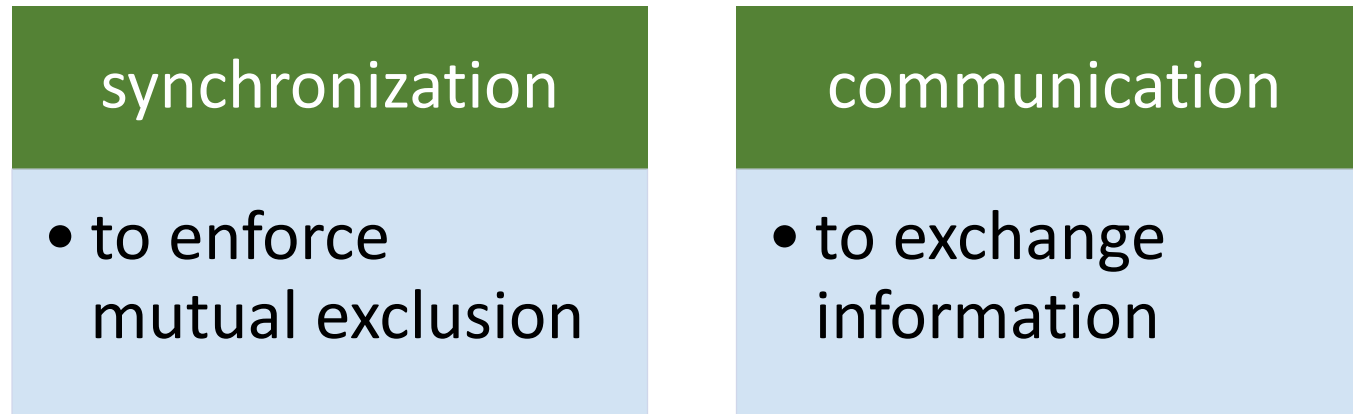 synchronization
• to enforce
mutual exclusion
communication
• to exchange
information